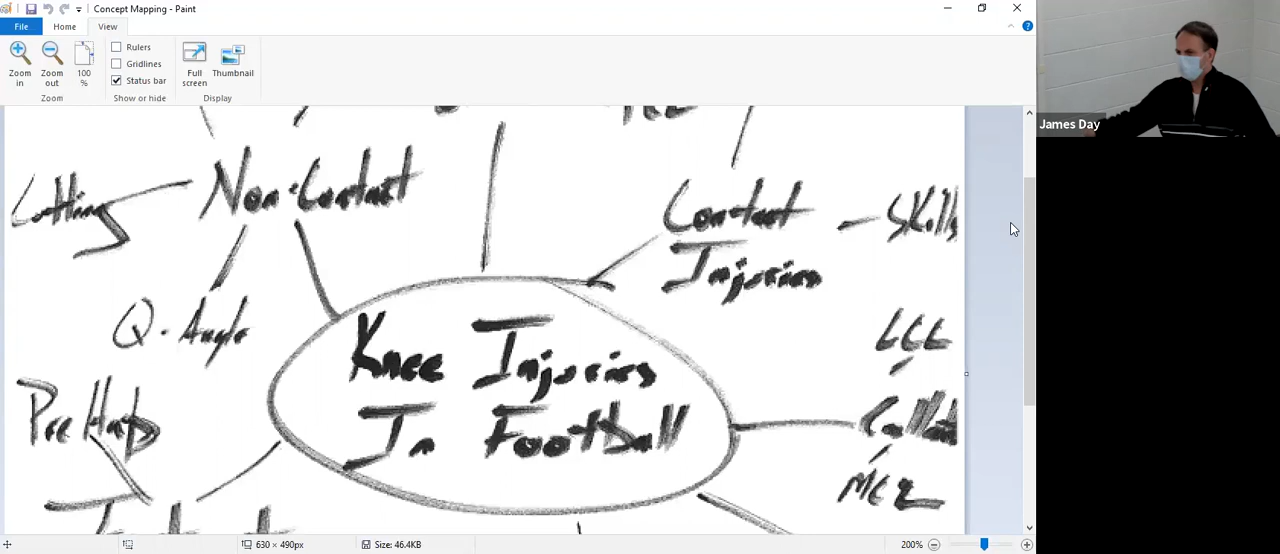 Concept Mapping - Paint
File
Home
View
Zoom in
Zoom out
100 %
Rulers
Gridlines
Status bar
Full screen
Thumbnail
Zoom
Show or hide
Display
James Day
Cutting
Non-Contact
Contact
Injuries
Skills
Q-Angle
LCL
Knee Injuries
In Football
PreHab
MCL
630 × 490px
Size: 46.4KB
200%